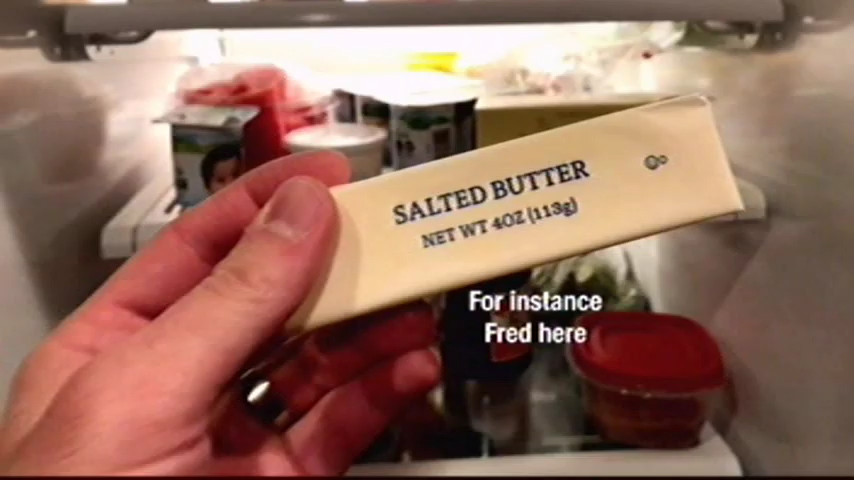 SALTED BUTTER
NET WT 4OZ (113g)
For instance
Fred here